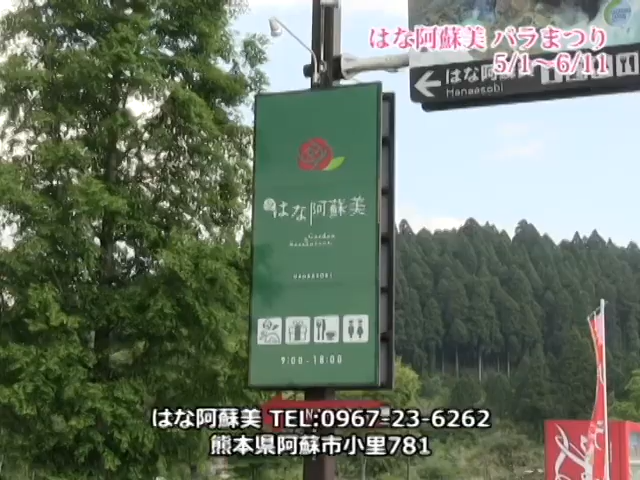 はな阿蘇美 バラまつり
5/1〜6/11
はな阿蘇
Hanaasobi
はな阿蘇美
HANAASOBI
9:00-18:00
はな阿蘇美 TEL:0967-23-6262
熊本県阿蘇市小里781